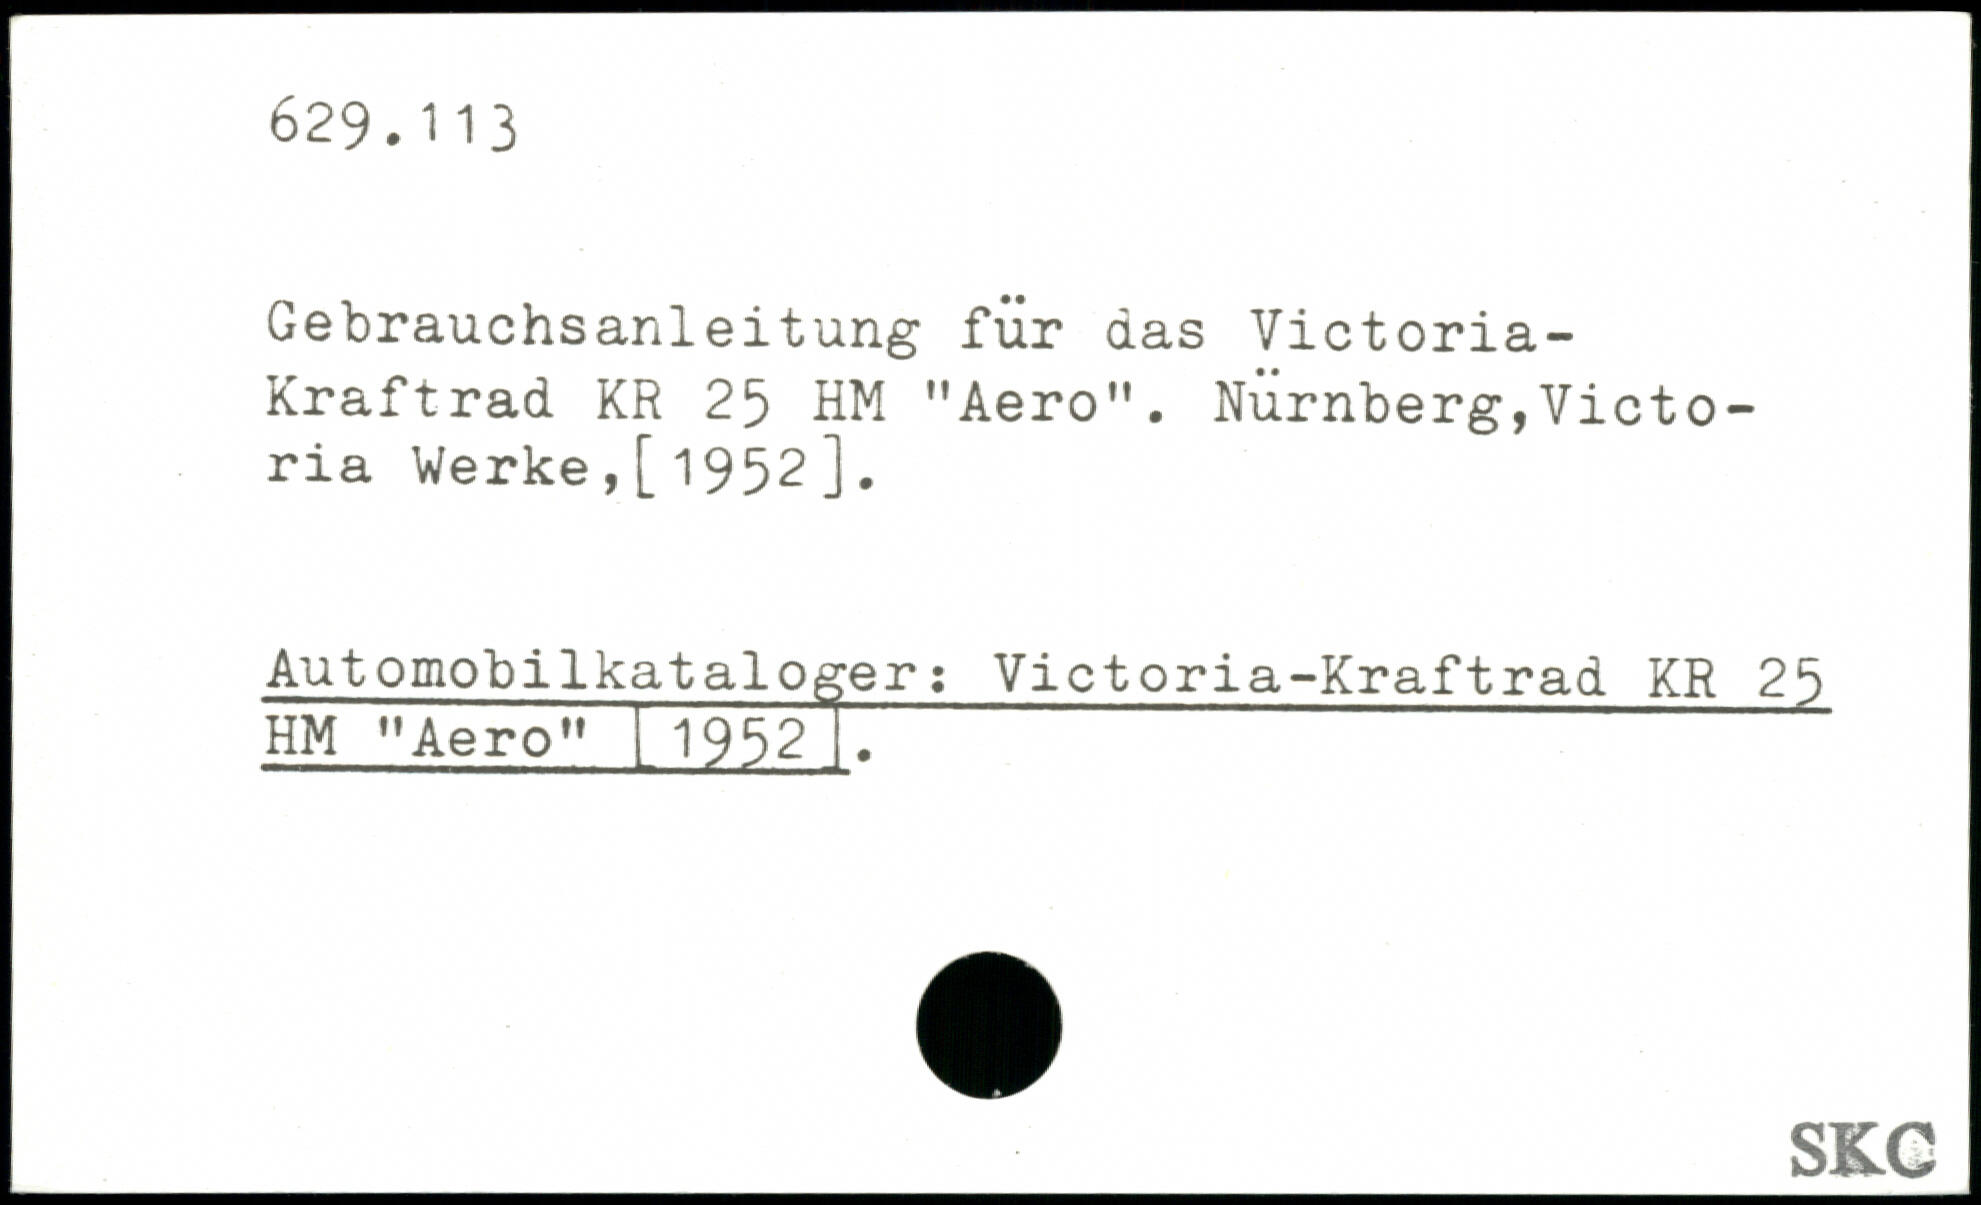 629.113
Gebrauchsanleitung für das Victoria-
Kraftrad KR 25 HM "Aero". Nürnberg,Victo-
ria Werke,[1952].
Automobilkataloger: Victoria-Kraftrad KR 25
HM "Aero" [1952].
SKC